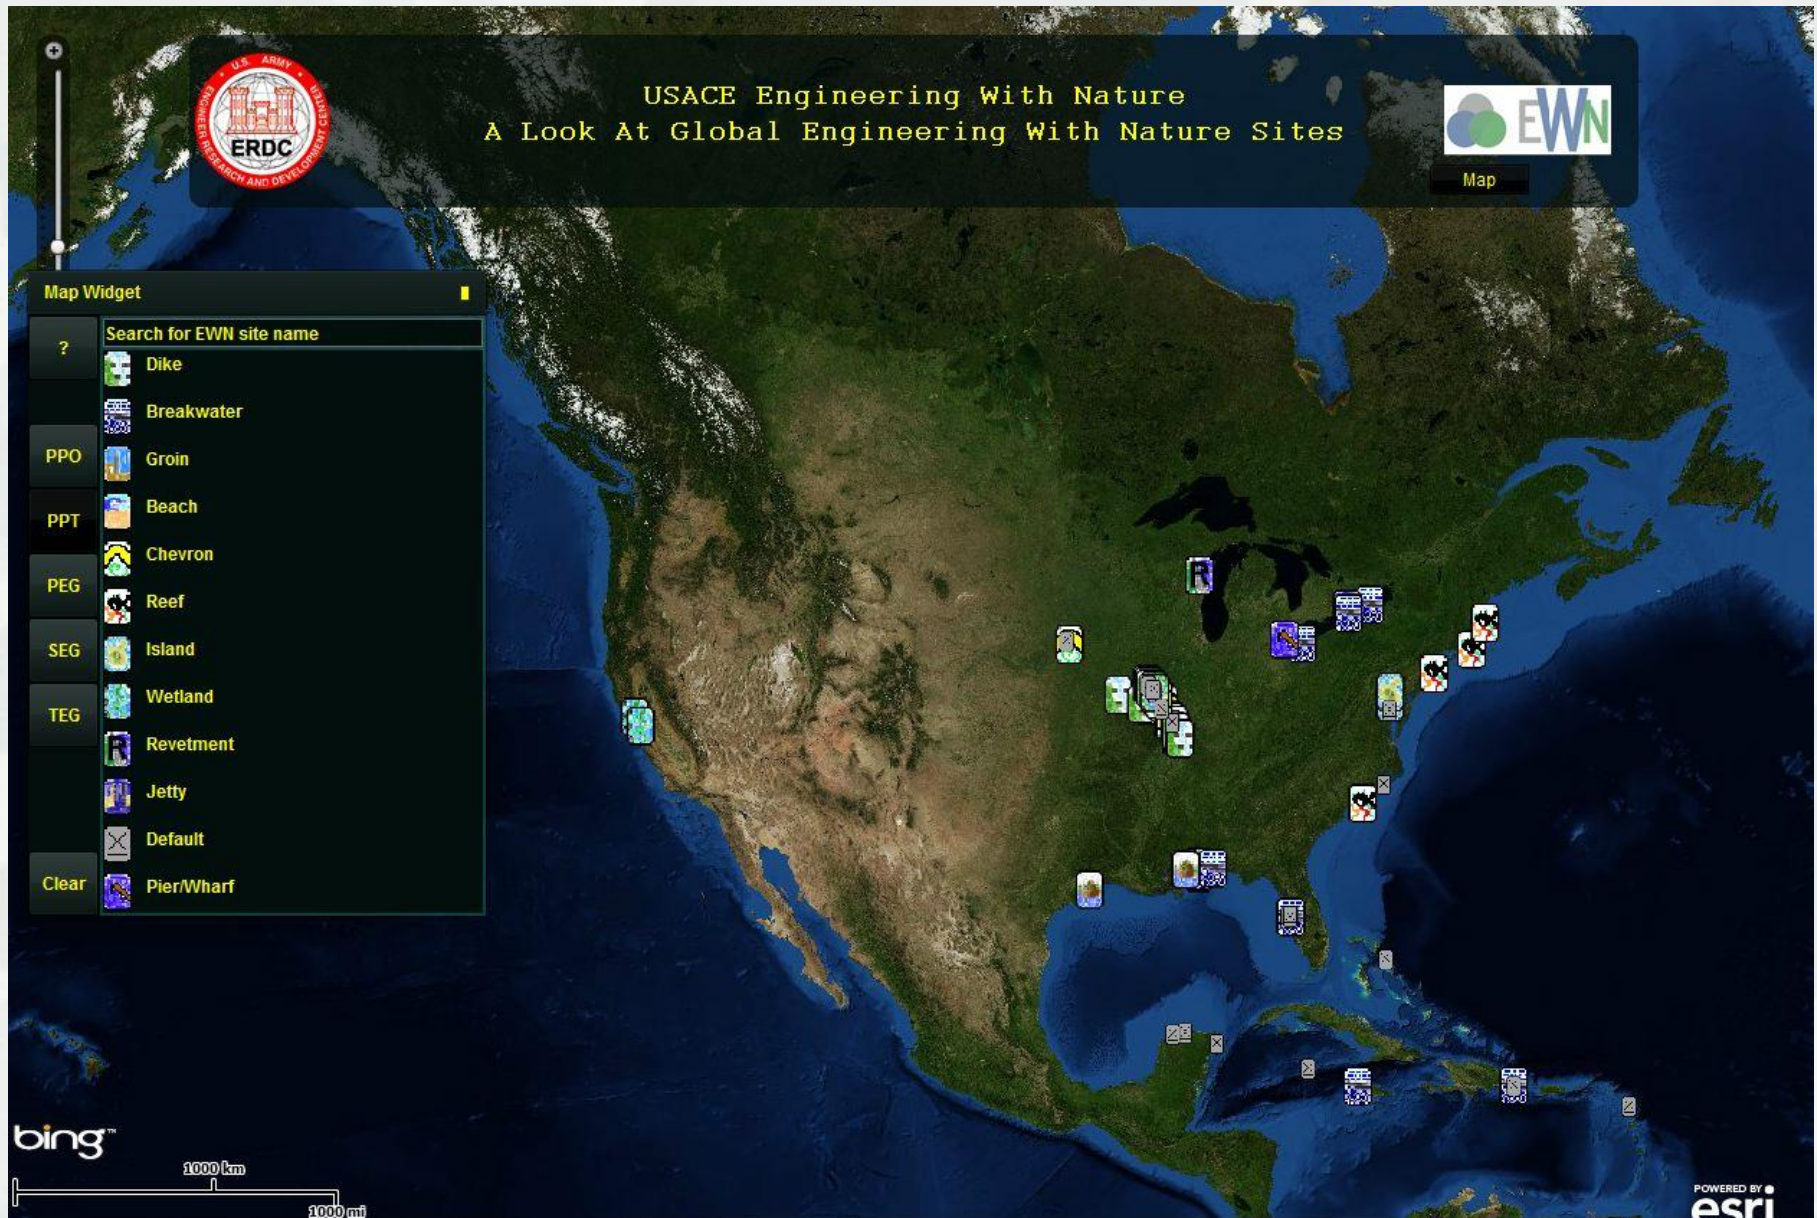 U.S. ARMY
ENGINEER RESEARCH AND DEVELOPMENT CENTER
ERDC
USACE Engineering With Nature
A Look At Global Engineering With Nature Sites
EWN
Map
Map Widget
?
Search for EWN site name
Dike
Breakwater
PPO
Groin
Beach
PPT
Chevron
PEG
Reef
SEG
Island
Wetland
TEG
Revetment
R
Jetty
Default
Clear
Pier/Wharf
R
bing™
1000 km
1000 mi
POWERED BY
esri